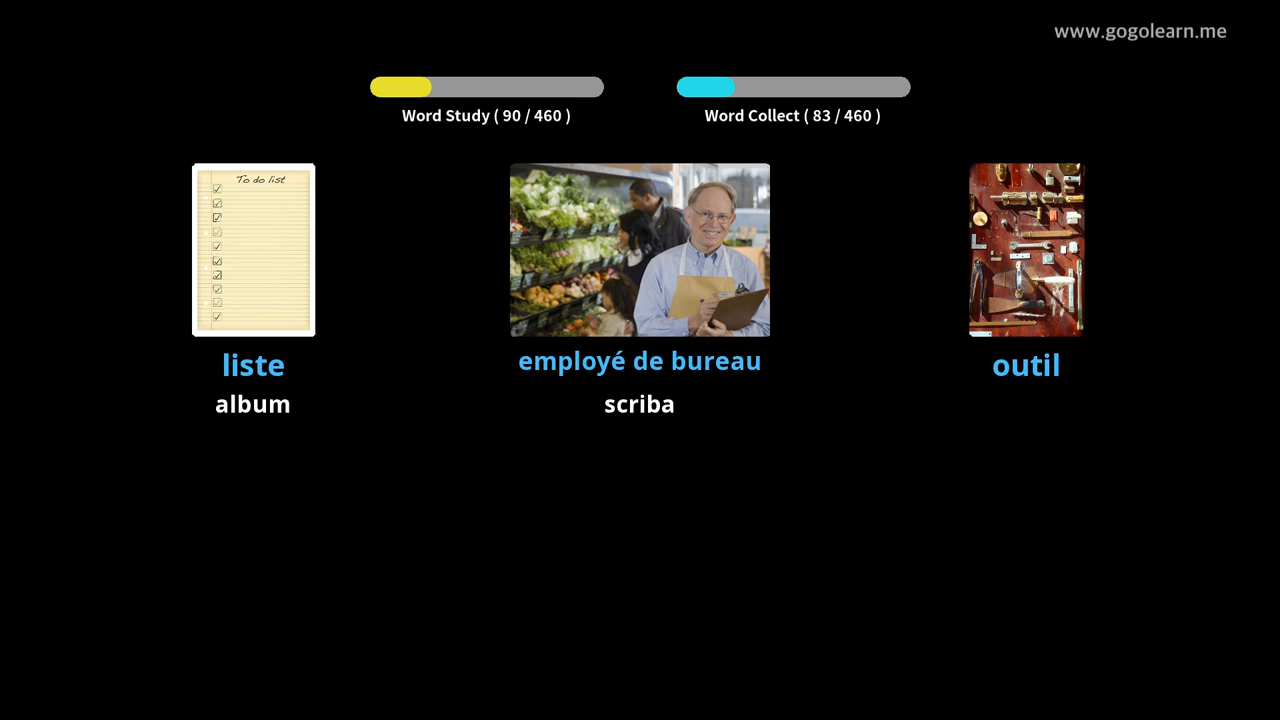 www.gogolearn.me
Word Study ( 90 / 460 )
Word Collect ( 83 / 460 )
To do list
liste
employé de bureau
outil
album
scriba